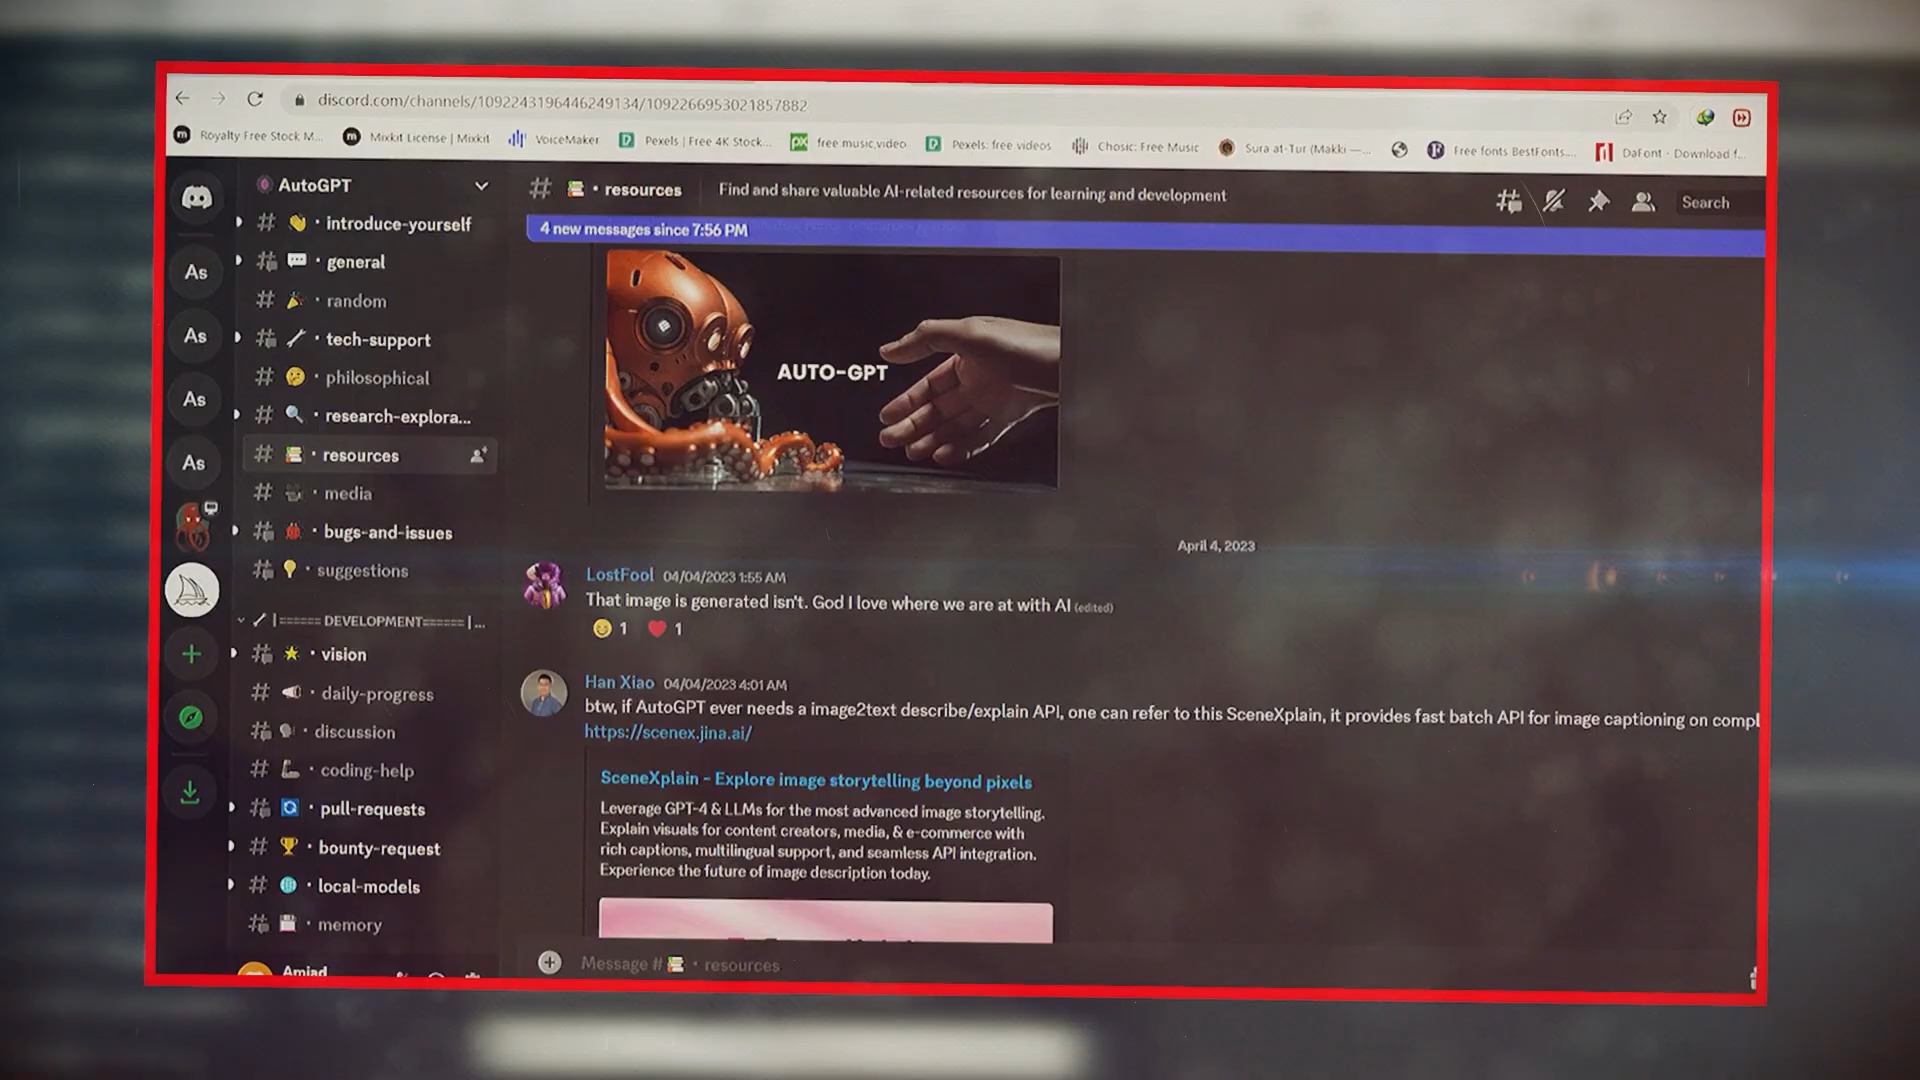 discord.com/channels/1092243196446249134/1092266953021857882
Royalty Free Stock M...
Mixkit License | Mixkit
VoiceMaker
Pexels | Free 4K Stock...
free music,video
Pexels: free videos
Chosic: Free Music
Sura at-Tur (Makki —...
Free fonts BestFonts....
DaFont - Download f...
AutoGPT
# · resources
Find and share valuable AI-related resources for learning and development
Search
4 new messages since 7:56 PM
As
As
As
As
# · introduce-yourself
# · general
# · random
# · tech-support
# · philosophical
# · research-explora...
# · resources
# · media
# · bugs-and-issues
# · suggestions
|====== DEVELOPMENT====== |...
# · vision
# · daily-progress
# · discussion
# · coding-help
# · pull-requests
# · bounty-request
# · local-models
# · memory
Amiad
AUTO-GPT
April 4, 2023
LostFool 04/04/2023 1:55 AM
That image is generated isn't. God I love where we are at with AI (edited)
1 1
Han Xiao 04/04/2023 4:01 AM
btw, if AutoGPT ever needs a image2text describe/explain API, one can refer to this SceneXplain, it provides fast batch API for image captioning on compl
https://scenex.jina.ai/
SceneXplain - Explore image storytelling beyond pixels
Leverage GPT-4 & LLMs for the most advanced image storytelling.
Explain visuals for content creators, media, & e-commerce with
rich captions, multilingual support, and seamless API integration.
Experience the future of image description today.
Message # · resources